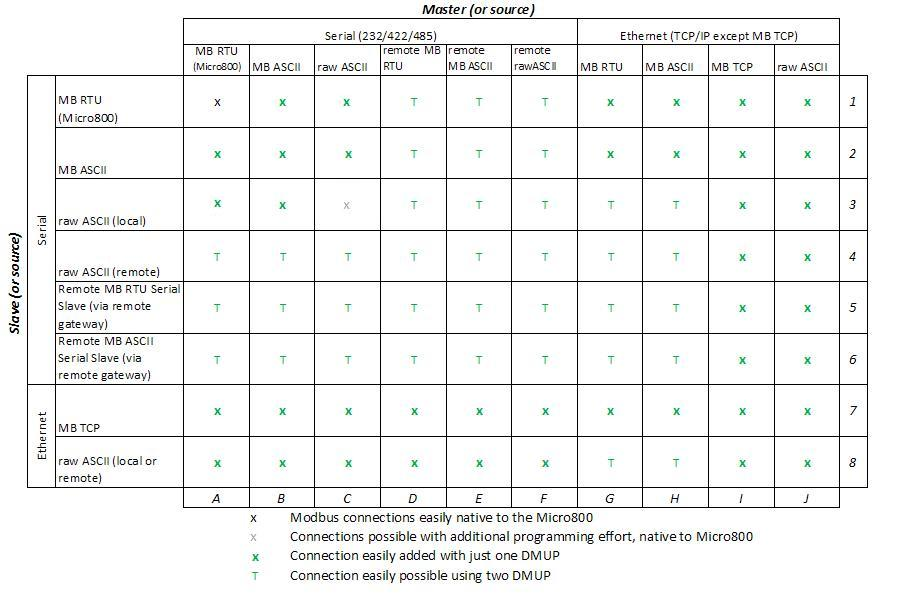 Master (or source)
Serial (232/422/485) Ethernet (TCP/IP except MB TCP)
MB RTU (Micro800) MB ASCII raw ASCII remote MB RTU remote MB ASCII remote rawASCII MB RTU MB ASCII MB TCP raw ASCII
Slave (or source)
Serial
MB RTU (Micro800) x x x T T T x x x x 1
MB ASCII x x x T T T x x x x 2
raw ASCII (local) x x x T T T T T x x 3
raw ASCII (remote) T T T T T T T T x x 4
Remote MB RTU Serial Slave (via remote gateway) T T T T T T T T x x 5
Remote MB ASCII Serial Slave (via remote gateway) T T T T T T T T x x 6
Ethernet
MB TCP x x x x x x x x x x 7
raw ASCII (local or remote) x x x x x x T T x x 8
A B C D E F G H I J
x Modbus connections easily native to the Micro800
x Connections possible with additional programming effort, native to Micro800
x Connection easily added with just one DMUP
T Connection easily possible using two DMUP